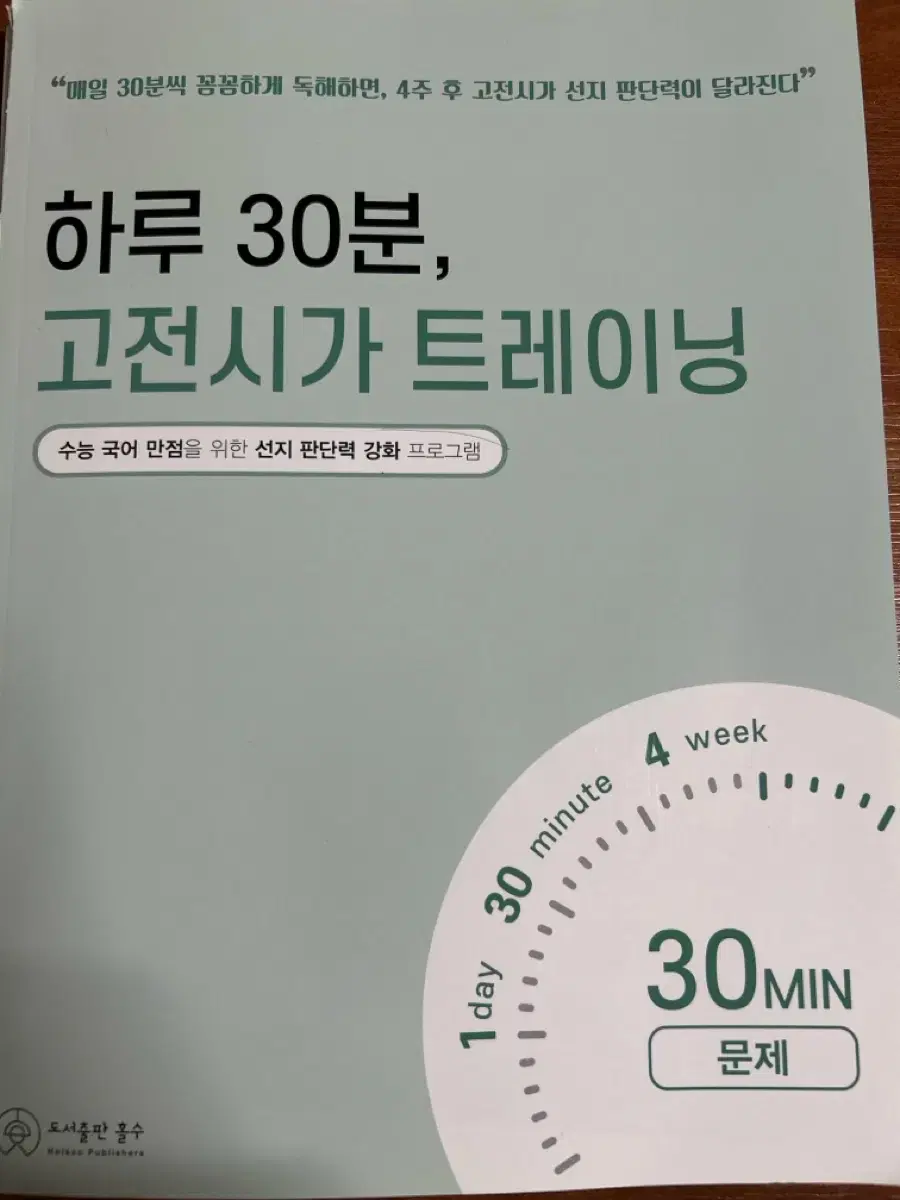 “매일 30분씩 꼼꼼하게 독해하면, 4주 후 고전시가 선지 판단력이 달라진다”
하루 30분,
고전시가 트레이닝
수능 국어 만점을 위한 선지 판단력 강화 프로그램
1 day 30 minute 4 week
30 MIN
문제
도서출판 홀수
Holsoo Publishers